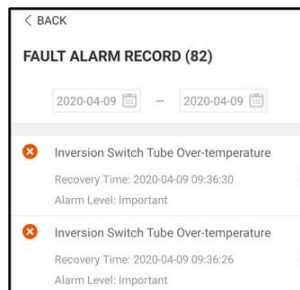 < BACK
FAULT ALARM RECORD (82)
2020-04-09 – 2020-04-09
Inversion Switch Tube Over-temperature
Recovery Time: 2020-04-09 09:36:30
Alarm Level: Important
Inversion Switch Tube Over-temperature
Recovery Time: 2020-04-09 09:36:26
Alarm Level: Important